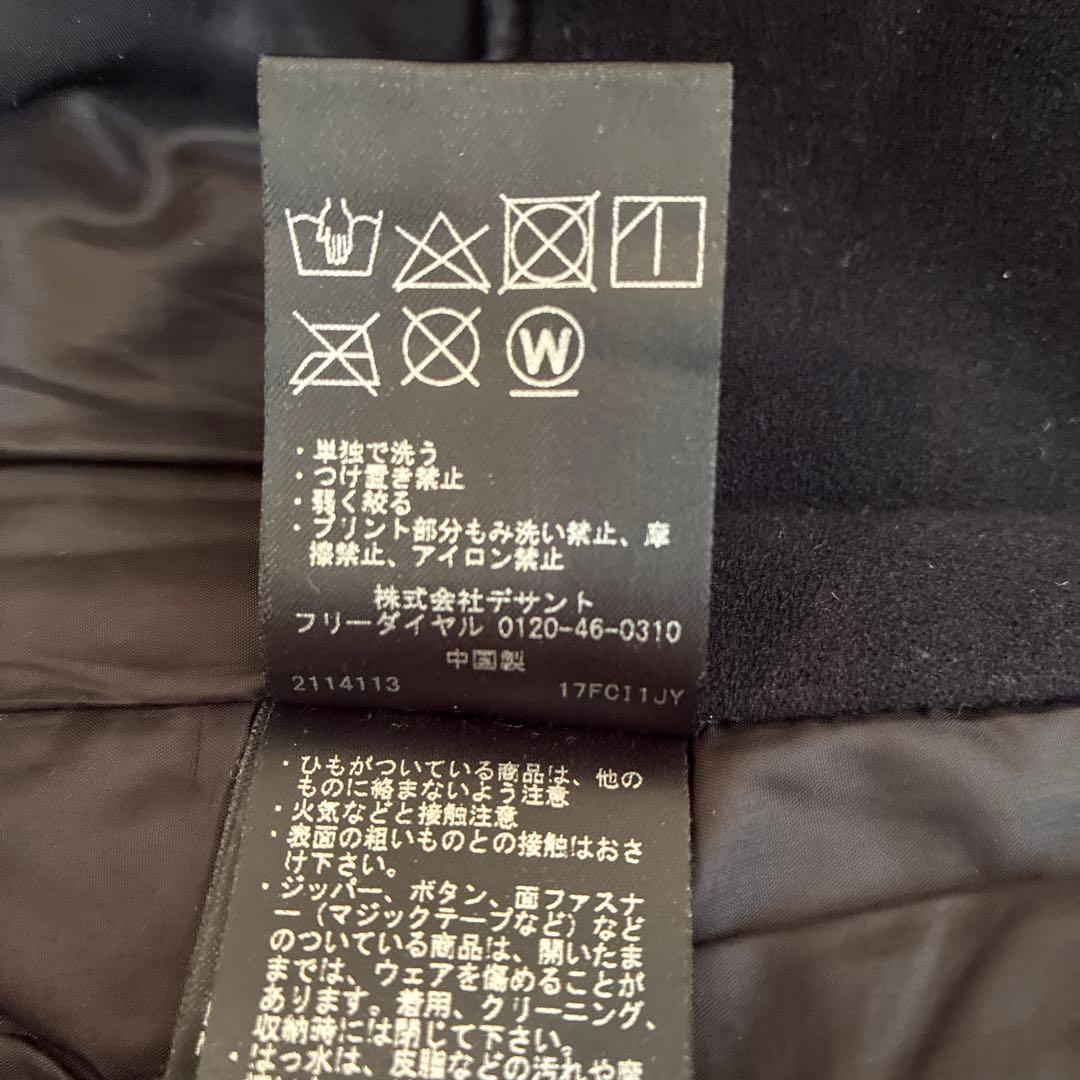 W
・単独で洗う
・つけ置き禁止
・弱く絞る
・プリント部分もみ洗い禁止、摩
擦禁止、アイロン禁止
株式会社デサント
フリーダイヤル 0120-46-0310
中国製
2114113 17FCI1JY
・ひもがついている商品は、他の
ものに絡まないよう注意
・火気などと接触注意
・表面の粗いものとの接触はおさ
け下さい。
・ジッパー、ボタン、面ファスナ
ー(マジックテープなど)など
のついている商品は、開いたま
までは、ウェアを傷めることが
あります。着用、クリーニング、
収納時には閉じて下さい。
・はっ水は、皮脂などの汚れや摩